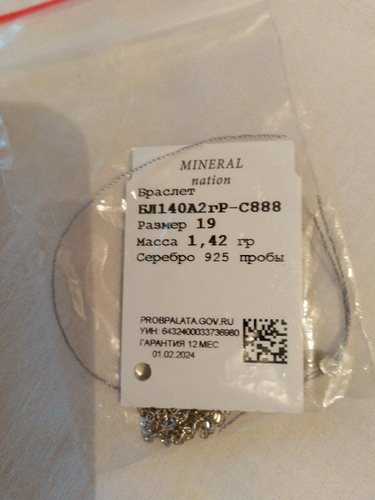 MINERAL
nation
Браслет
БЛ140А2гР-С888
Размер 19
Масса 1,42 гр
Серебро 925 пробы
PROBPALATA.GOV.RU
УИН: 6432400033736980
ГАРАНТИЯ 12 МЕС
01.02.2024